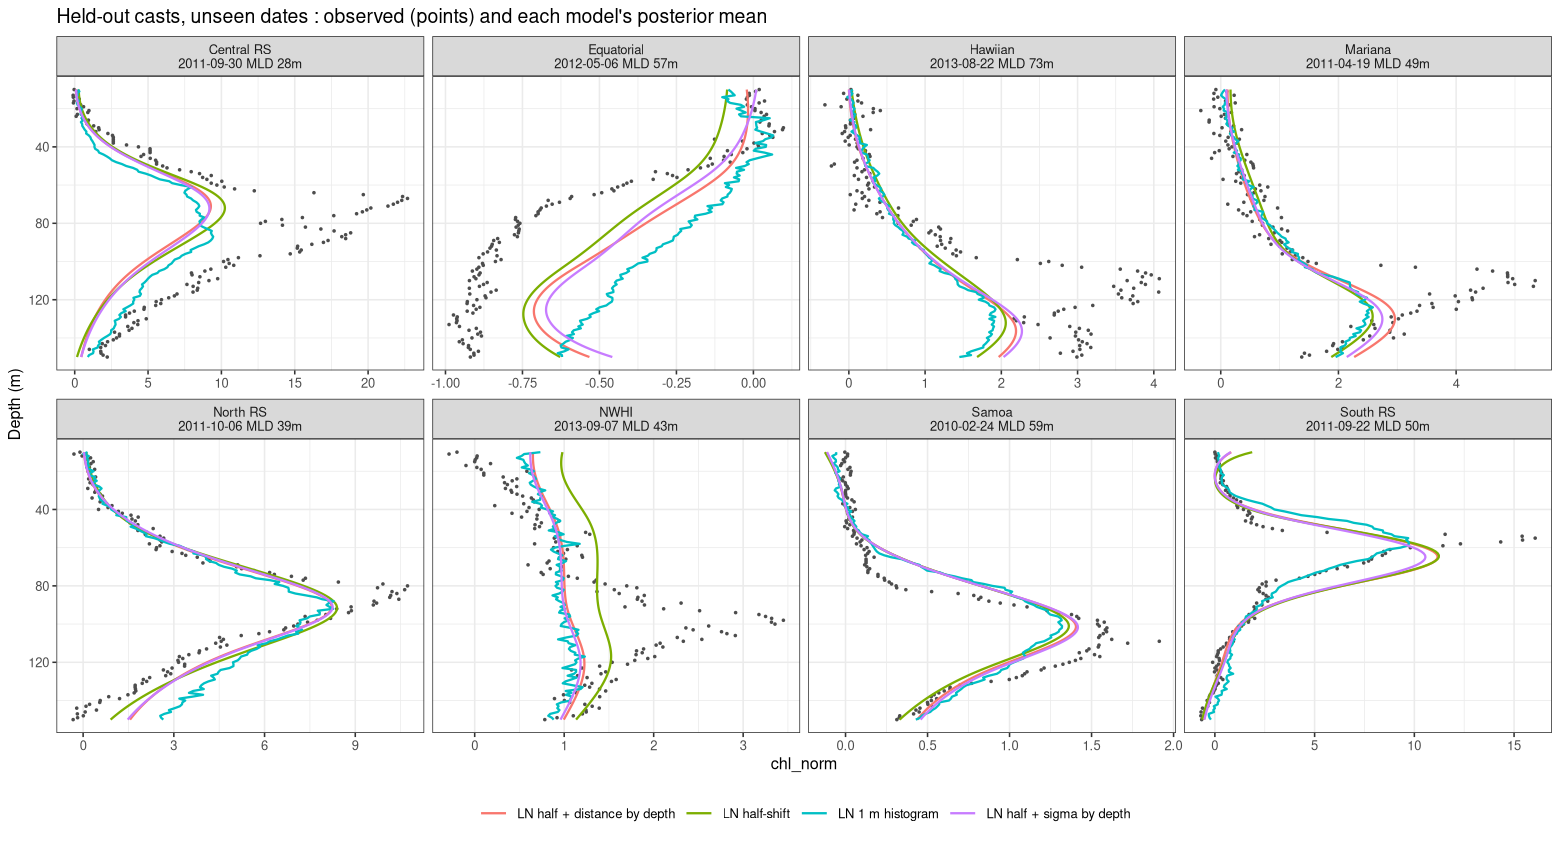 Held-out casts, unseen dates : observed (points) and each model's posterior mean
Central RS
2011-09-30 MLD 28m
Equatorial
2012-05-06 MLD 57m
Hawiian
2013-08-22 MLD 73m
Mariana
2011-04-19 MLD 49m
40
80
120
0
5
10
15
20
-1.00
-0.75
-0.50
-0.25
0.00
0
1
2
3
4
0
2
4
Depth (m)
North RS
2011-10-06 MLD 39m
NWHI
2013-09-07 MLD 43m
Samoa
2010-02-24 MLD 59m
South RS
2011-09-22 MLD 50m
40
80
120
0
3
6
9
0
1
2
3
0.0
0.5
1.0
1.5
2.0
0
5
10
15
chl_norm
LN half + distance by depth
LN half-shift
LN 1 m histogram
LN half + sigma by depth